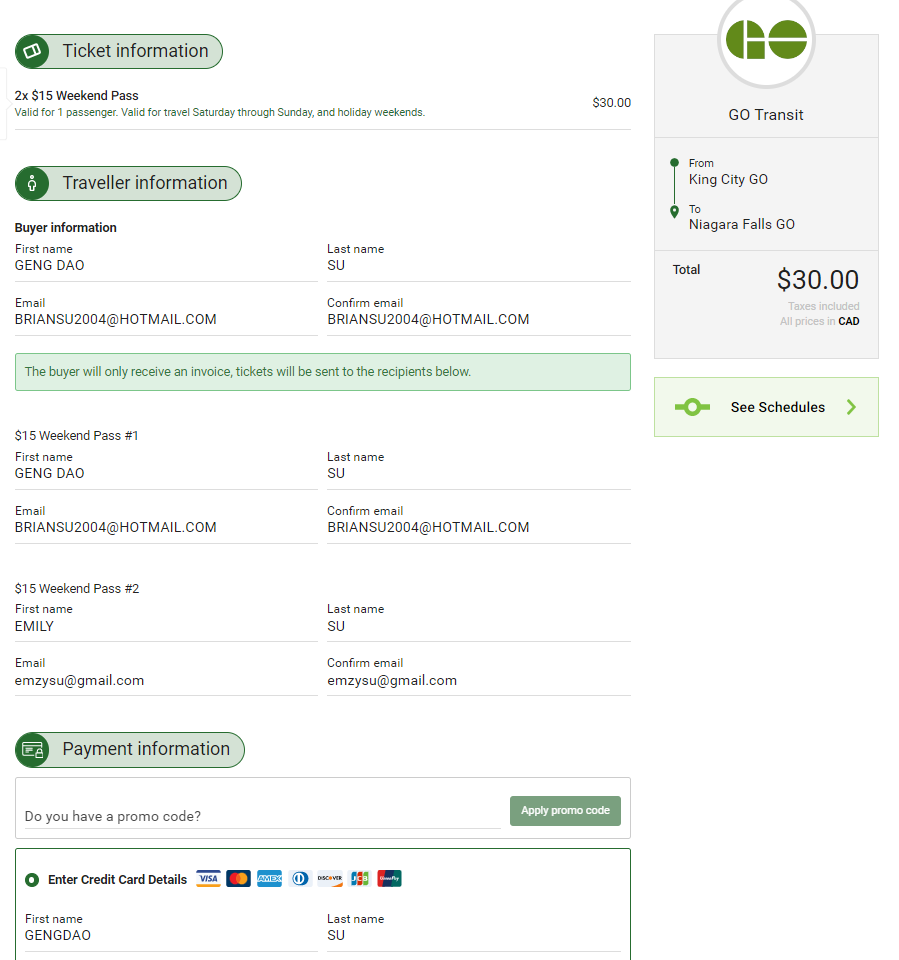 Ticket information
2x $15 Weekend Pass
$30.00
Valid for 1 passenger. Valid for travel Saturday through Sunday, and holiday weekends.
Traveller information
Buyer information
First name
Last name
GENG DAO
SU
Email
Confirm email
BRIANSU2004@HOTMAIL.COM
BRIANSU2004@HOTMAIL.COM
The buyer will only receive an invoice, tickets will be sent to the recipients below.
$15 Weekend Pass #1
First name
Last name
GENG DAO
SU
Email
Confirm email
BRIANSU2004@HOTMAIL.COM
BRIANSU2004@HOTMAIL.COM
$15 Weekend Pass #2
First name
Last name
EMILY
SU
Email
Confirm email
emzysu@gmail.com
emzysu@gmail.com
Payment information
Do you have a promo code?
Apply promo code
Enter Credit Card Details VISA AMEX DISCOVER JCB UnionPay
First name
Last name
GENGDAO
SU
GO
GO Transit
From
King City GO
To
Niagara Falls GO
Total
$30.00
Taxes included
All prices in CAD
See Schedules